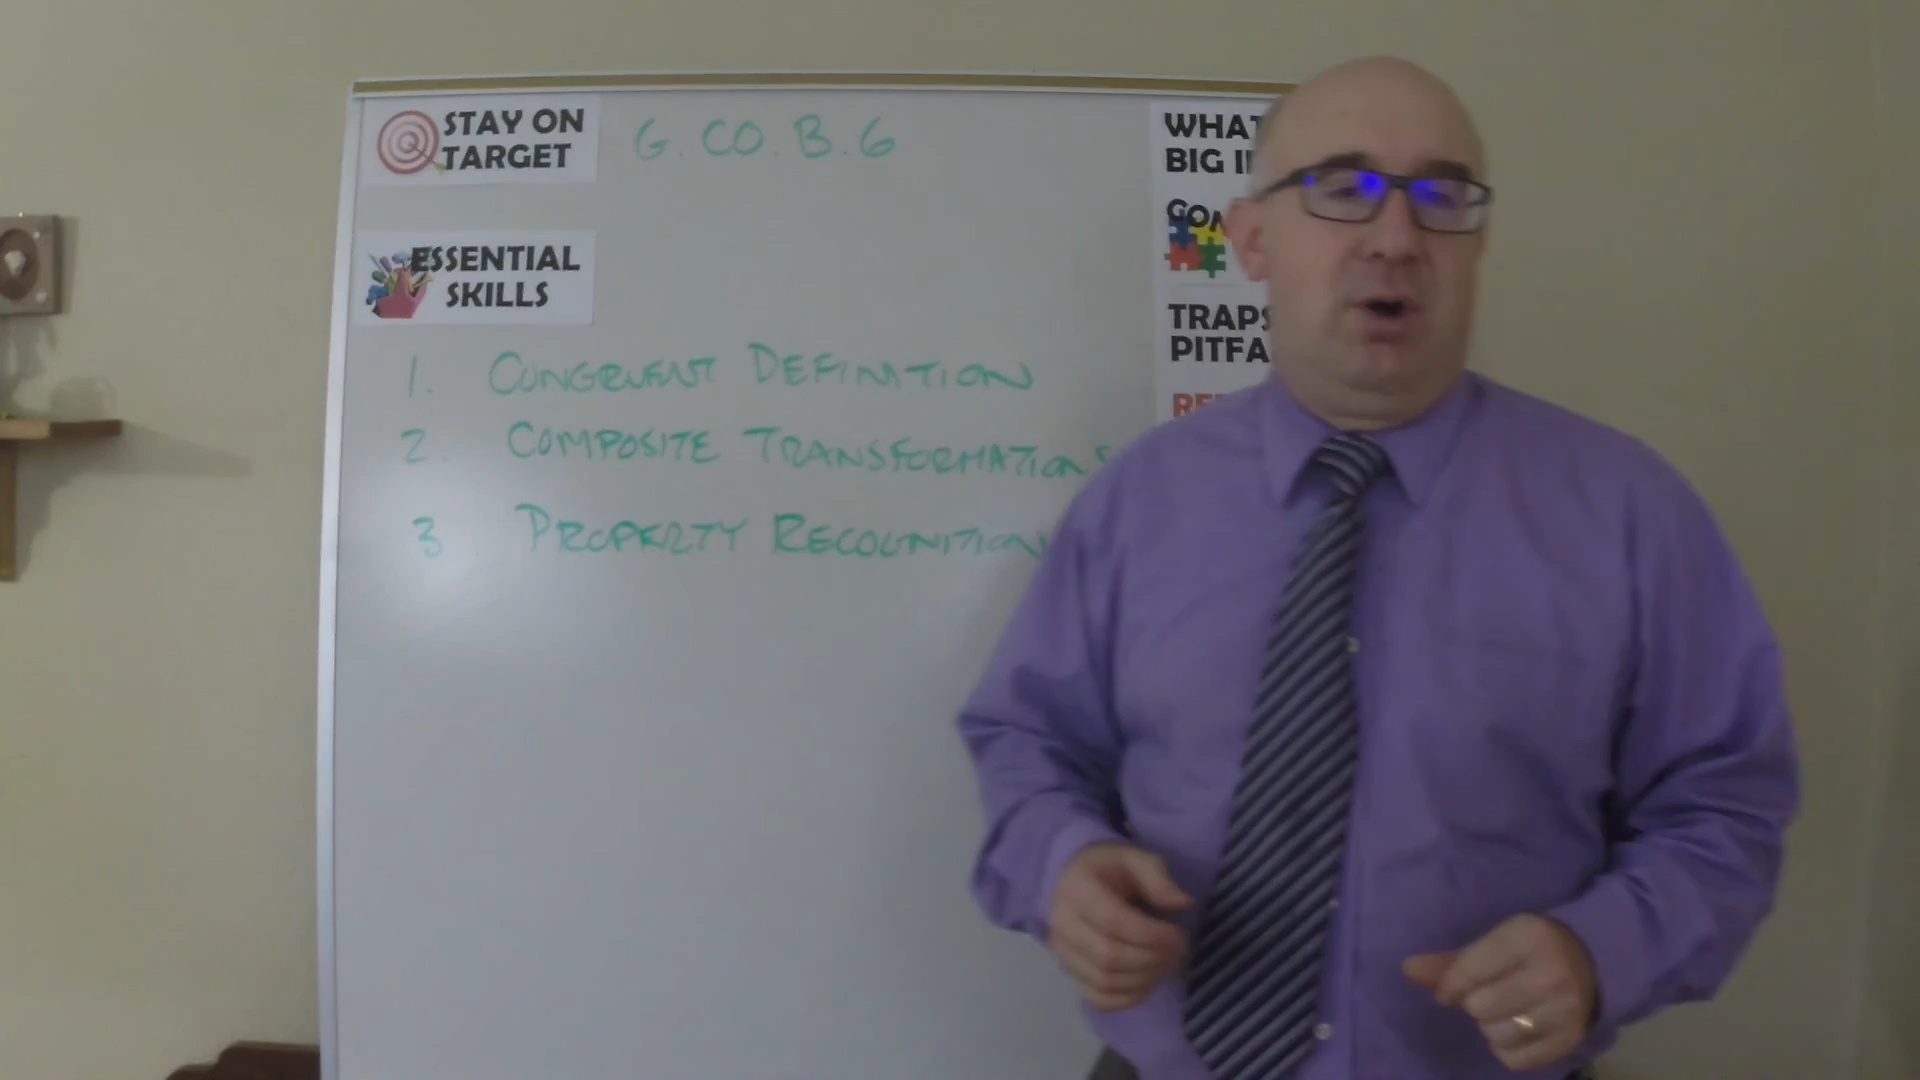 STAY ON
TARGET
G.CO.B.6
ESSENTIAL
SKILLS
1. CONGRUENT DEFINITION
2. COMPOSITE TRANSFORMATIONS
3 PROPERTY RECOGNITION
WHAT
BIG
TRAPS
PITFA